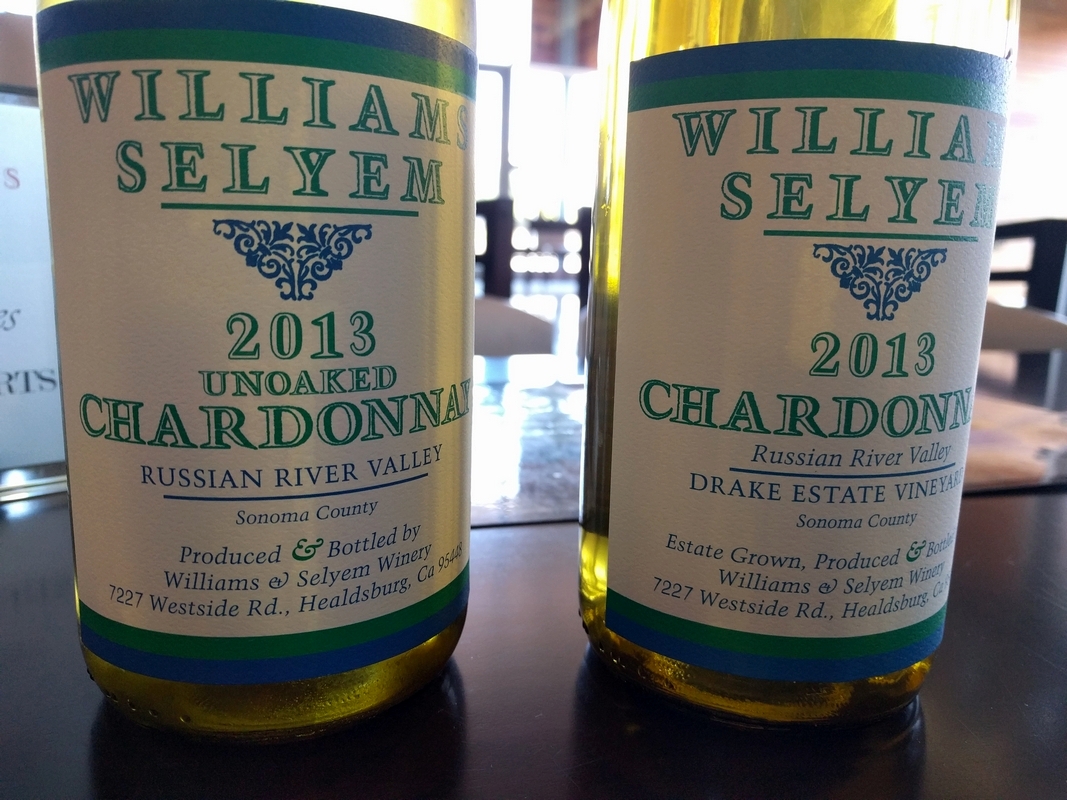 WILLIAMS
SELYEM
2013
UNOAKED
CHARDONNAY
RUSSIAN RIVER VALLEY
Sonoma County
Produced & Bottled by
Williams & Selyem Winery
7227 Westside Rd., Healdsburg, Ca 95448
WILLIA
SELYEM
2013
CHARDONN
Russian River Valley
DRAKE ESTATE VINEYARD
Sonoma County
Estate Grown, Produced & Bottled
Williams & Selyem Winery
7227 Westside Rd., Healdsburg, Ca